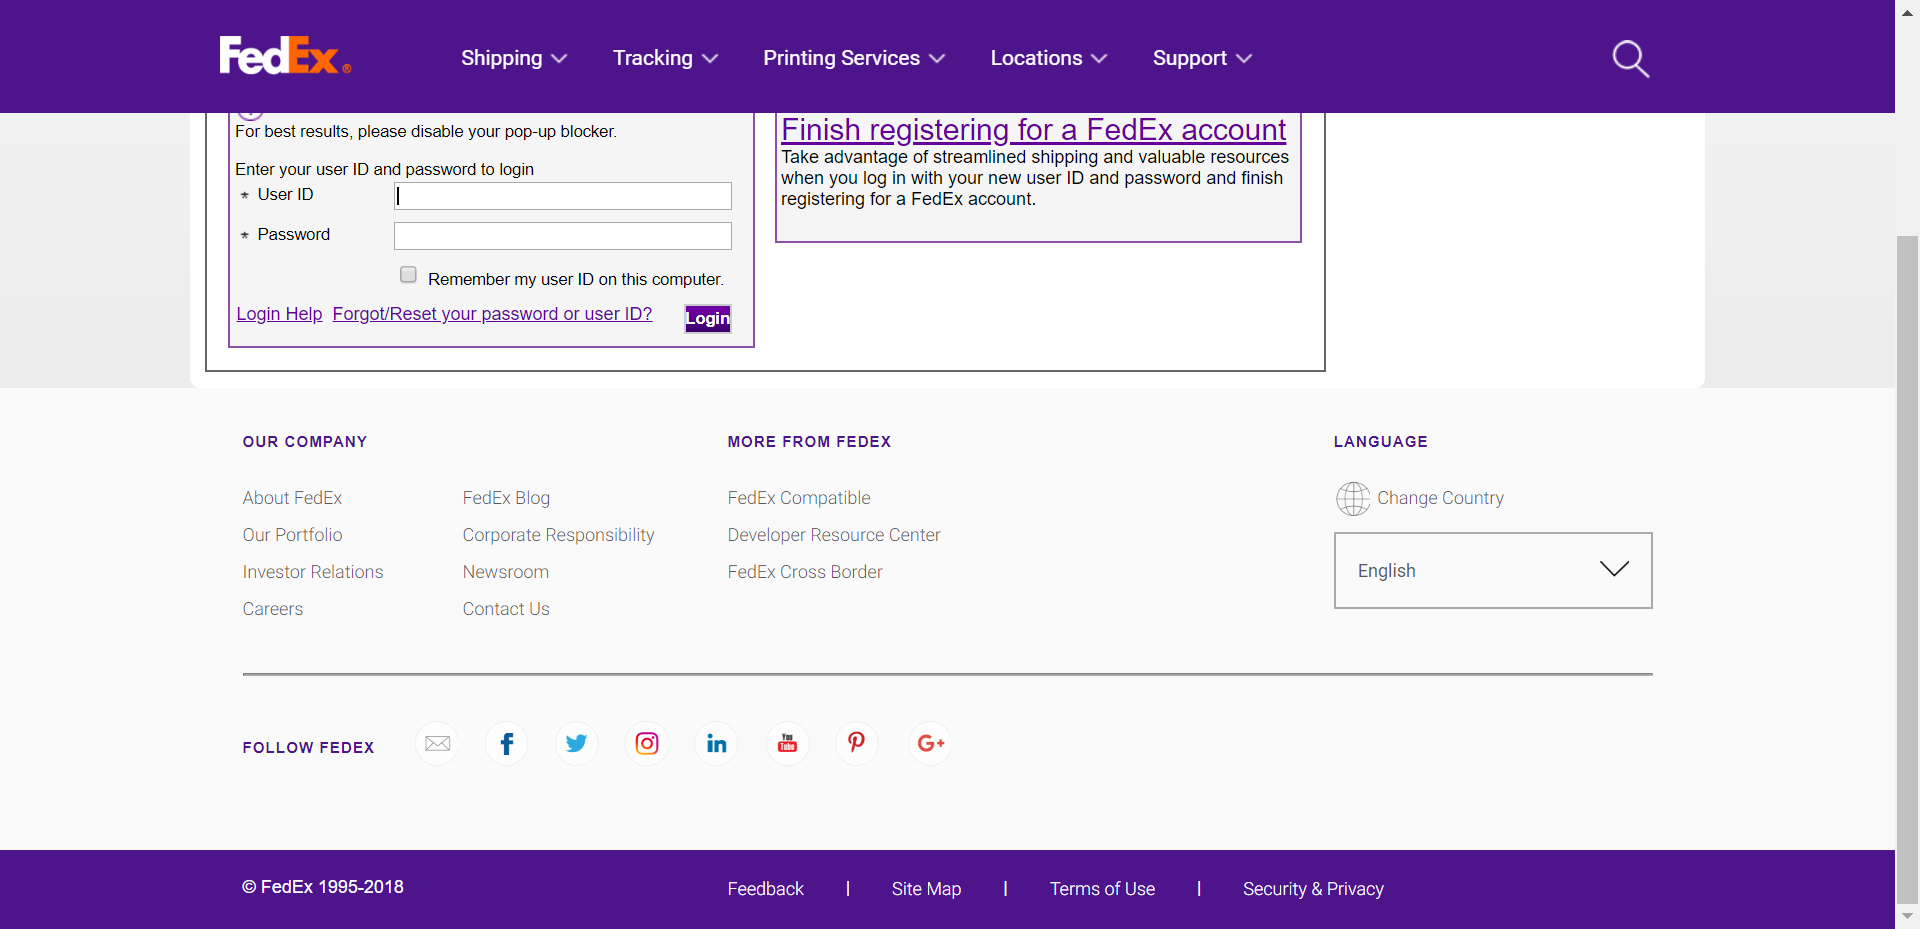 FedEx®
Shipping
Tracking
Printing Services
Locations
Support
For best results, please disable your pop-up blocker.
Enter your user ID and password to login
* User ID
* Password
Remember my user ID on this computer.
Login Help
Forgot/Reset your password or user ID?
Login
Finish registering for a FedEx account
Take advantage of streamlined shipping and valuable resources
when you log in with your new user ID and password and finish
registering for a FedEx account.
OUR COMPANY
About FedEx
Our Portfolio
Investor Relations
Careers
FedEx Blog
Corporate Responsibility
Newsroom
Contact Us
MORE FROM FEDEX
FedEx Compatible
Developer Resource Center
FedEx Cross Border
LANGUAGE
Change Country
English
FOLLOW FEDEX
f
in
You
Tube
G+
© FedEx 1995-2018
Feedback | Site Map | Terms of Use | Security & Privacy